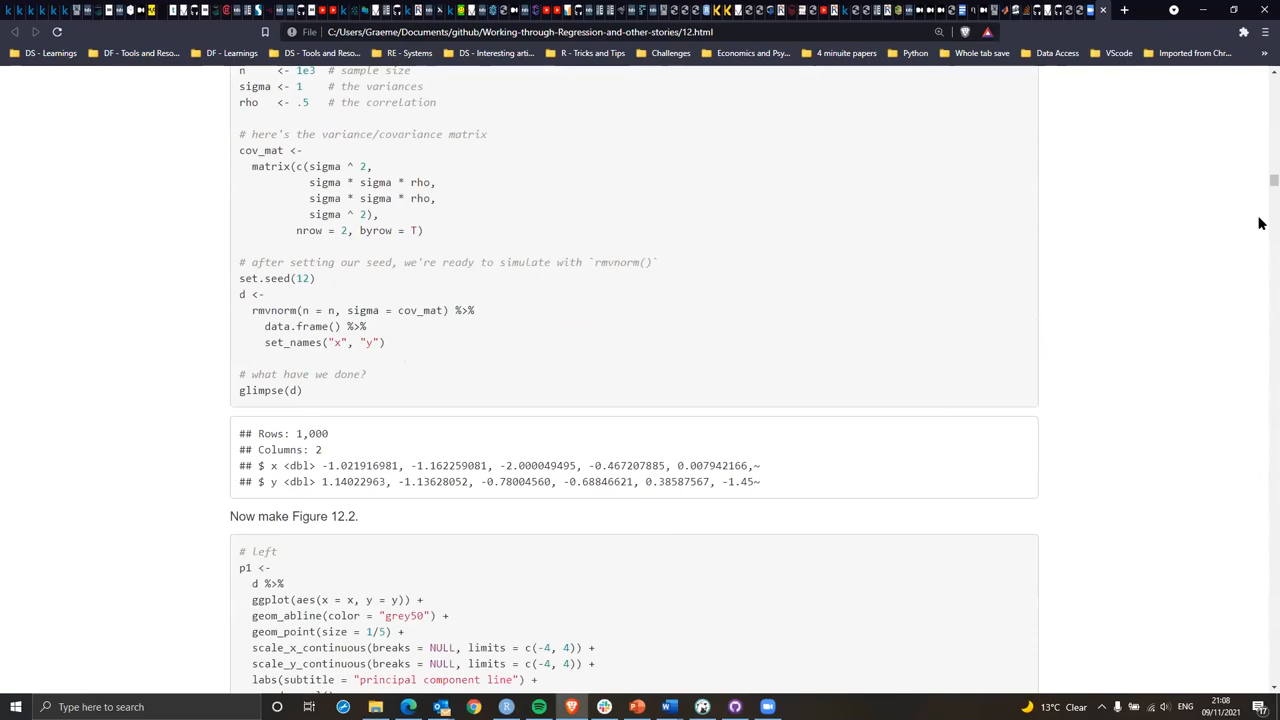 File
C:/Users/Graeme/Documents/github/Working-through-Regression-and-other-stories/12.html
DS - Learnings
DF - Tools and Reso...
DF - Learnings
DS - Tools and Reso...
RE - Systems
DS - Interesting arti...
R - Tricks and Tips
Challenges
Economics and Psy...
4 minute papers
Python
Whole tab save
Data Access
VScode
Imported from Chr...
n <- 1e3 # sample size
sigma <- 1 # the variances
rho <- .5 # the correlation
# here's the variance/covariance matrix
cov_mat <-
matrix(c(sigma ^ 2,
sigma * sigma * rho,
sigma * sigma * rho,
sigma ^ 2),
nrow = 2, byrow = T)
# after setting our seed, we're ready to simulate with `rmvnorm()`
set.seed(12)
d <-
rmvnorm(n = n, sigma = cov_mat) %>%
data.frame() %>%
set_names("x", "y")
# what have we done?
glimpse(d)
## Rows: 1,000
## Columns: 2
## $ x <dbl> -1.021916981, -1.162259081, -2.000049495, -0.467207885, 0.007942166,~
## $ y <dbl> 1.14022963, -1.13628052, -0.78004560, -0.68846621, 0.38587567, -1.45~
Now make Figure 12.2.
# left
p1 <-
d %>%
ggplot(aes(x = x, y = y)) +
geom_abline(color = "grey50") +
geom_point(size = 1/5) +
scale_x_continuous(breaks = NULL, limits = c(-4, 4)) +
scale_y_continuous(breaks = NULL, limits = c(-4, 4)) +
labs(subtitle = "principal component line") +
Type here to search
13°C Clear
21:08
09/11/2021